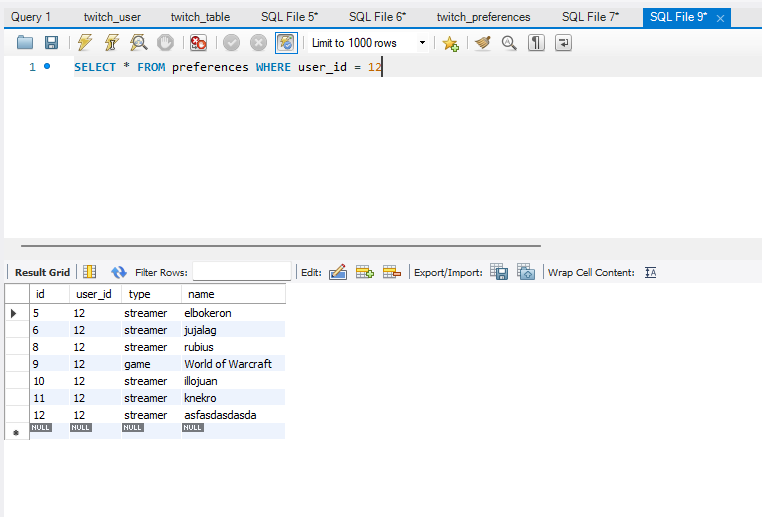 Query 1 twitch_user twitch_table SQL File 5* SQL File 6* twitch_preferences SQL File 7* SQL File 9*
Limit to 1000 rows
1 SELECT * FROM preferences WHERE user_id = 12
Result Grid Filter Rows: Edit: Export/Import: Wrap Cell Content:
id user_id type name
5 12 streamer elbokeron
6 12 streamer jujalag
8 12 streamer rubius
9 12 game World of Warcraft
10 12 streamer illojuan
11 12 streamer knekro
12 12 streamer asfasdasdasda
NULL NULL NULL NULL